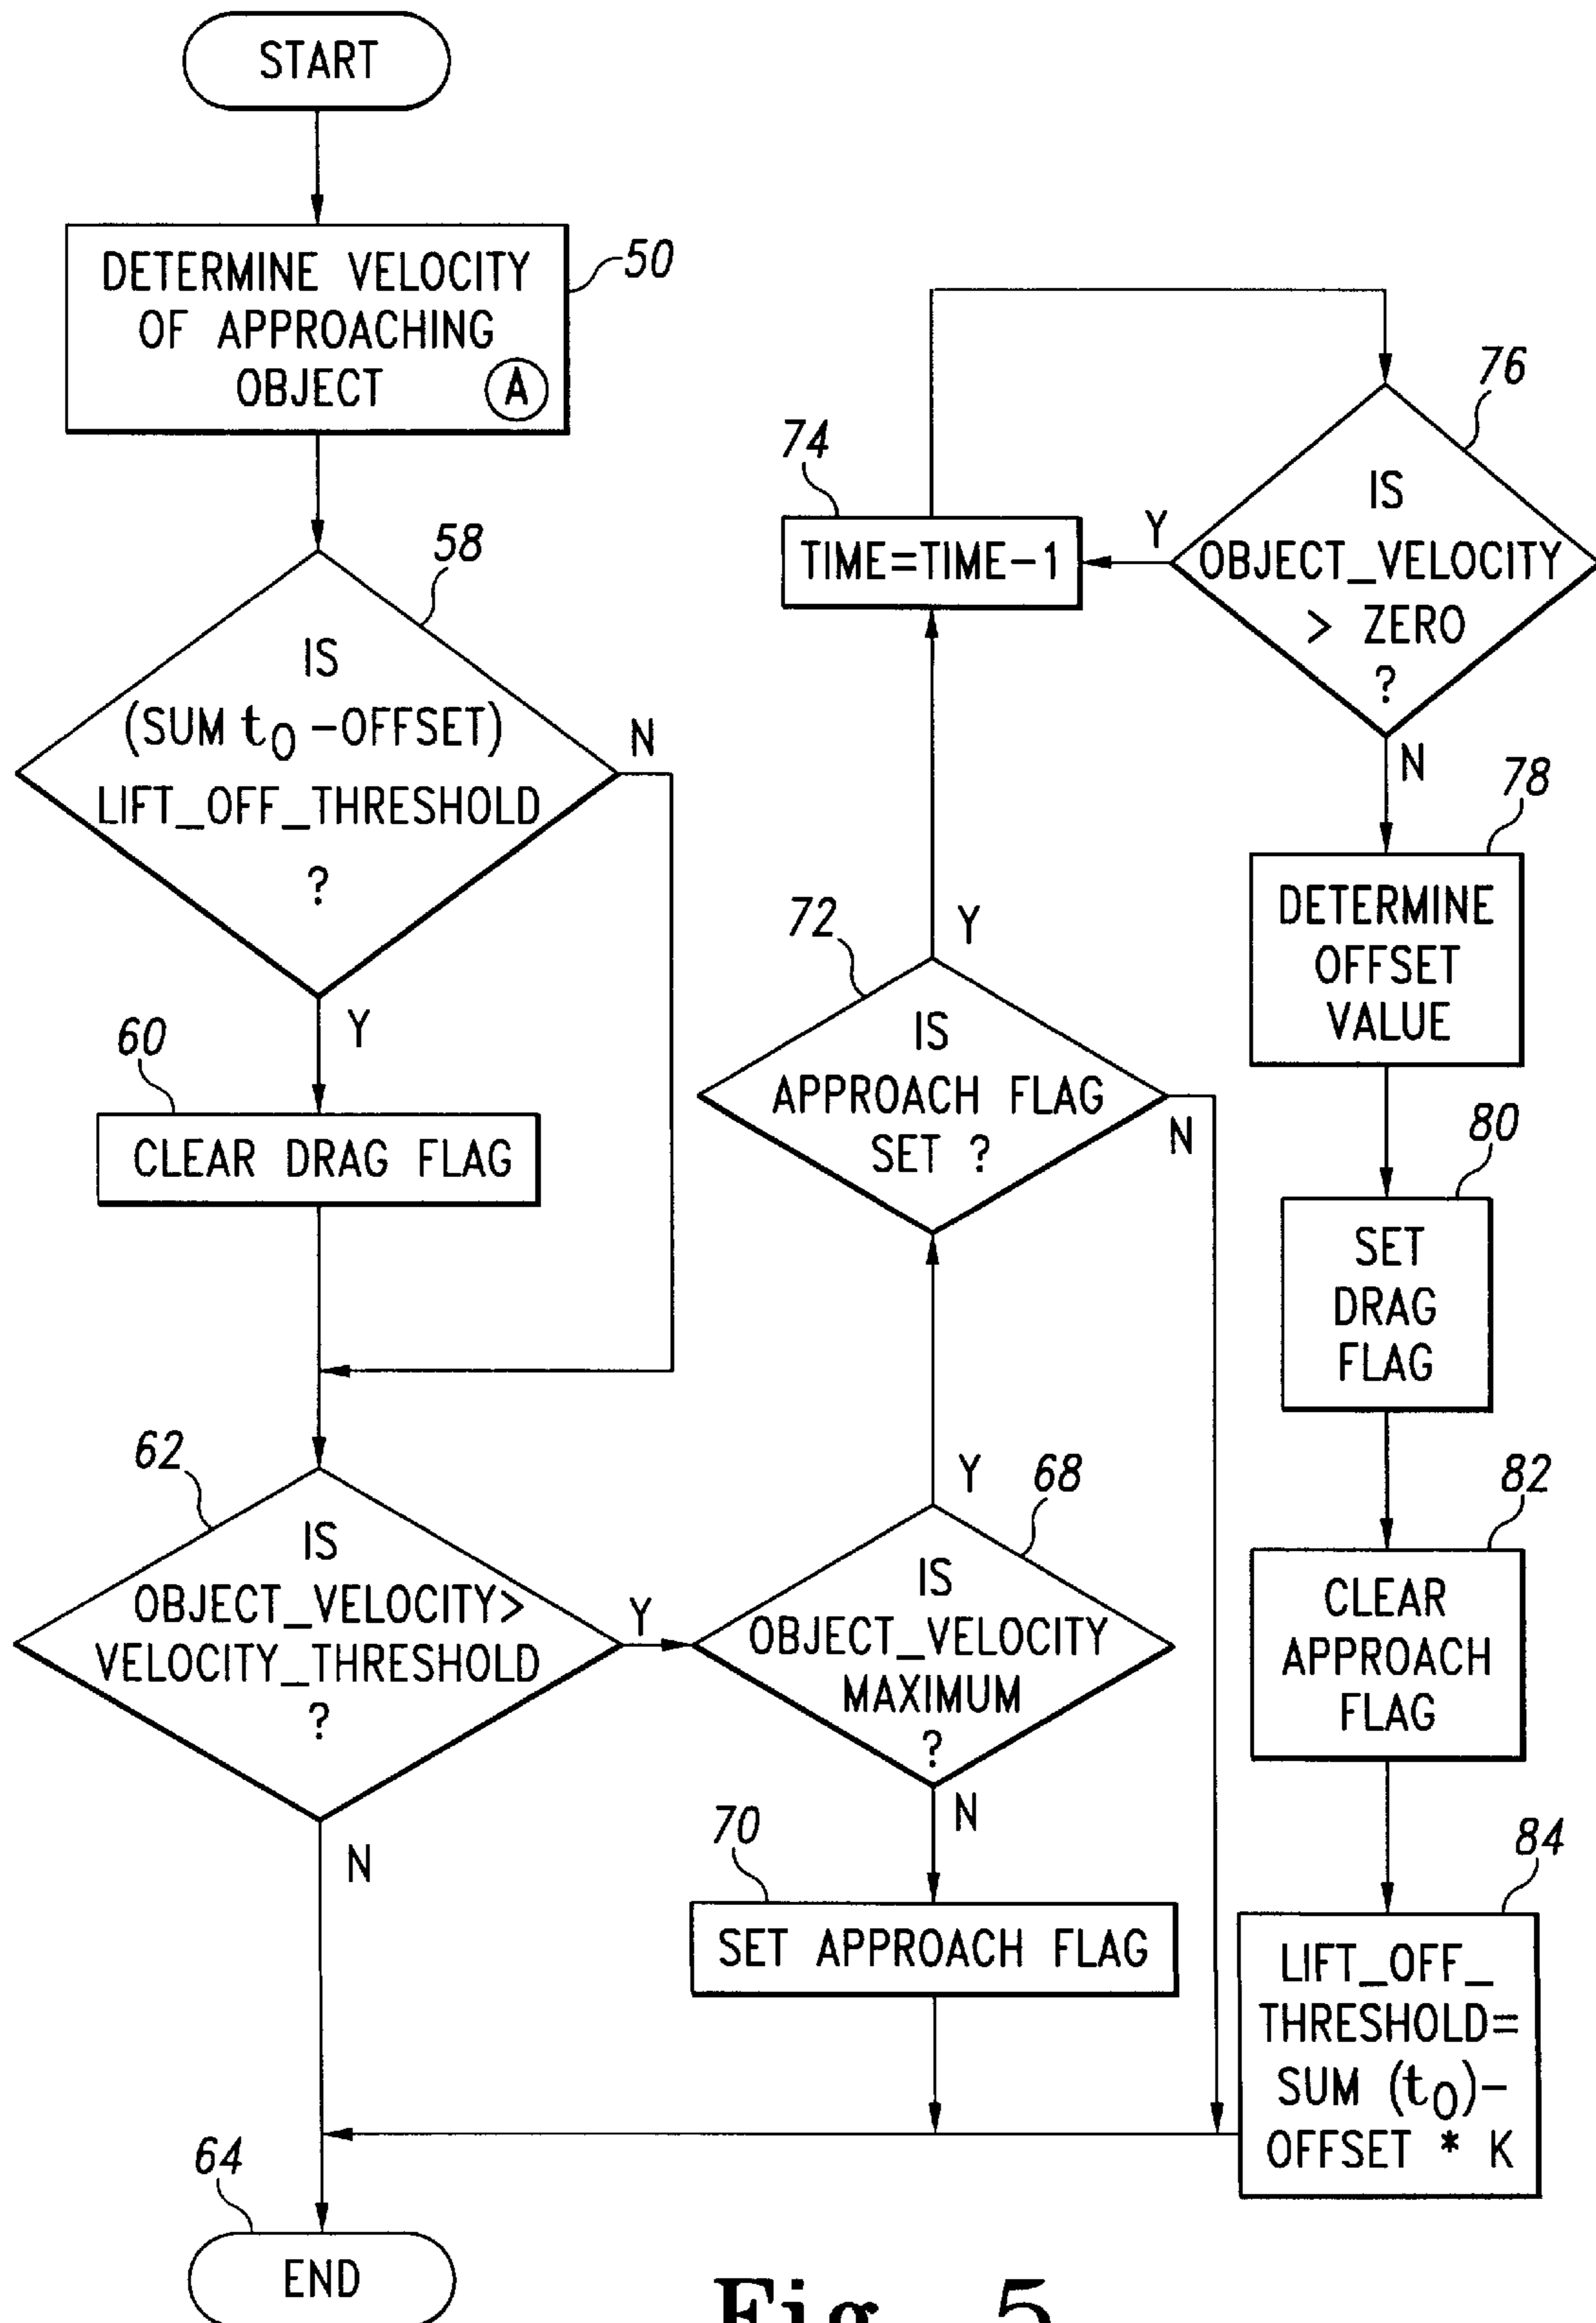 START
DETERMINE VELOCITY
OF APPROACHING
OBJECT
A
50
58
IS
(SUM t0 -OFFSET)
LIFT_OFF_THRESHOLD
?
N
Y
60
CLEAR DRAG FLAG
62
IS
OBJECT_VELOCITY>
VELOCITY_THRESHOLD
?
Y
N
64
END
68
IS
OBJECT_VELOCITY
MAXIMUM
?
Y
N
70
SET APPROACH FLAG
72
IS
APPROACH FLAG
SET ?
Y
N
74
TIME=TIME-1
76
IS
OBJECT_VELOCITY
> ZERO
?
Y
N
78
DETERMINE
OFFSET
VALUE
80
SET
DRAG
FLAG
82
CLEAR
APPROACH
FLAG
84
LIFT_OFF_
THRESHOLD=
SUM (t0)-
OFFSET * K
Fig. 5